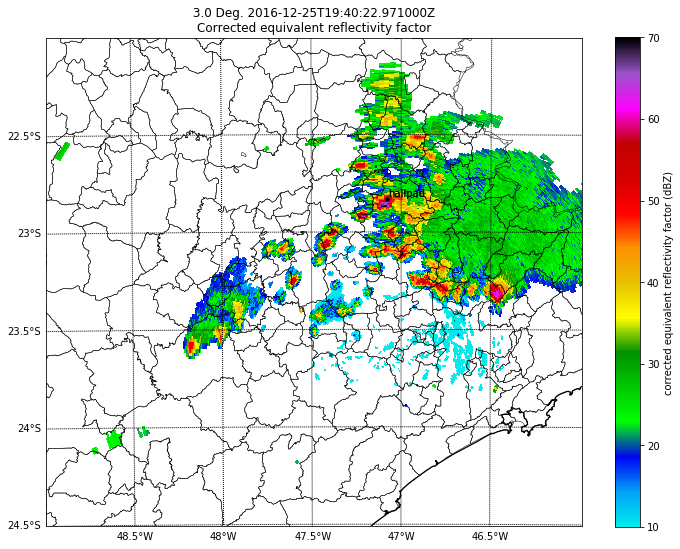 3.0 Deg. 2016-12-25T19:40:22.971000Z
Corrected equivalent reflectivity factor
70
60
50
40
30
20
10
corrected equivalent reflectivity factor (dBZ)
22.5°S
23°S
23.5°S
24°S
24.5°S
hailpad
48.5°W
48°W
47.5°W
47°W
46.5°W